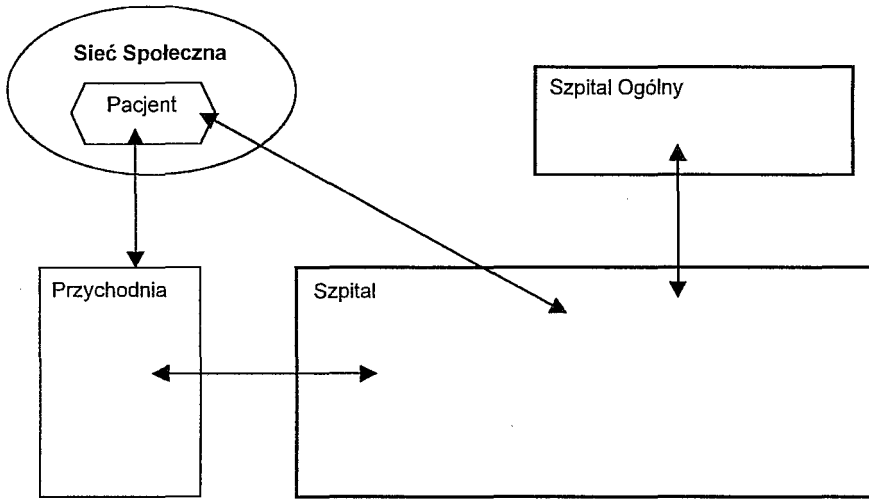 Sieć Społeczna
Pacjent
Szpital Ogólny
Przychodnia
Szpital